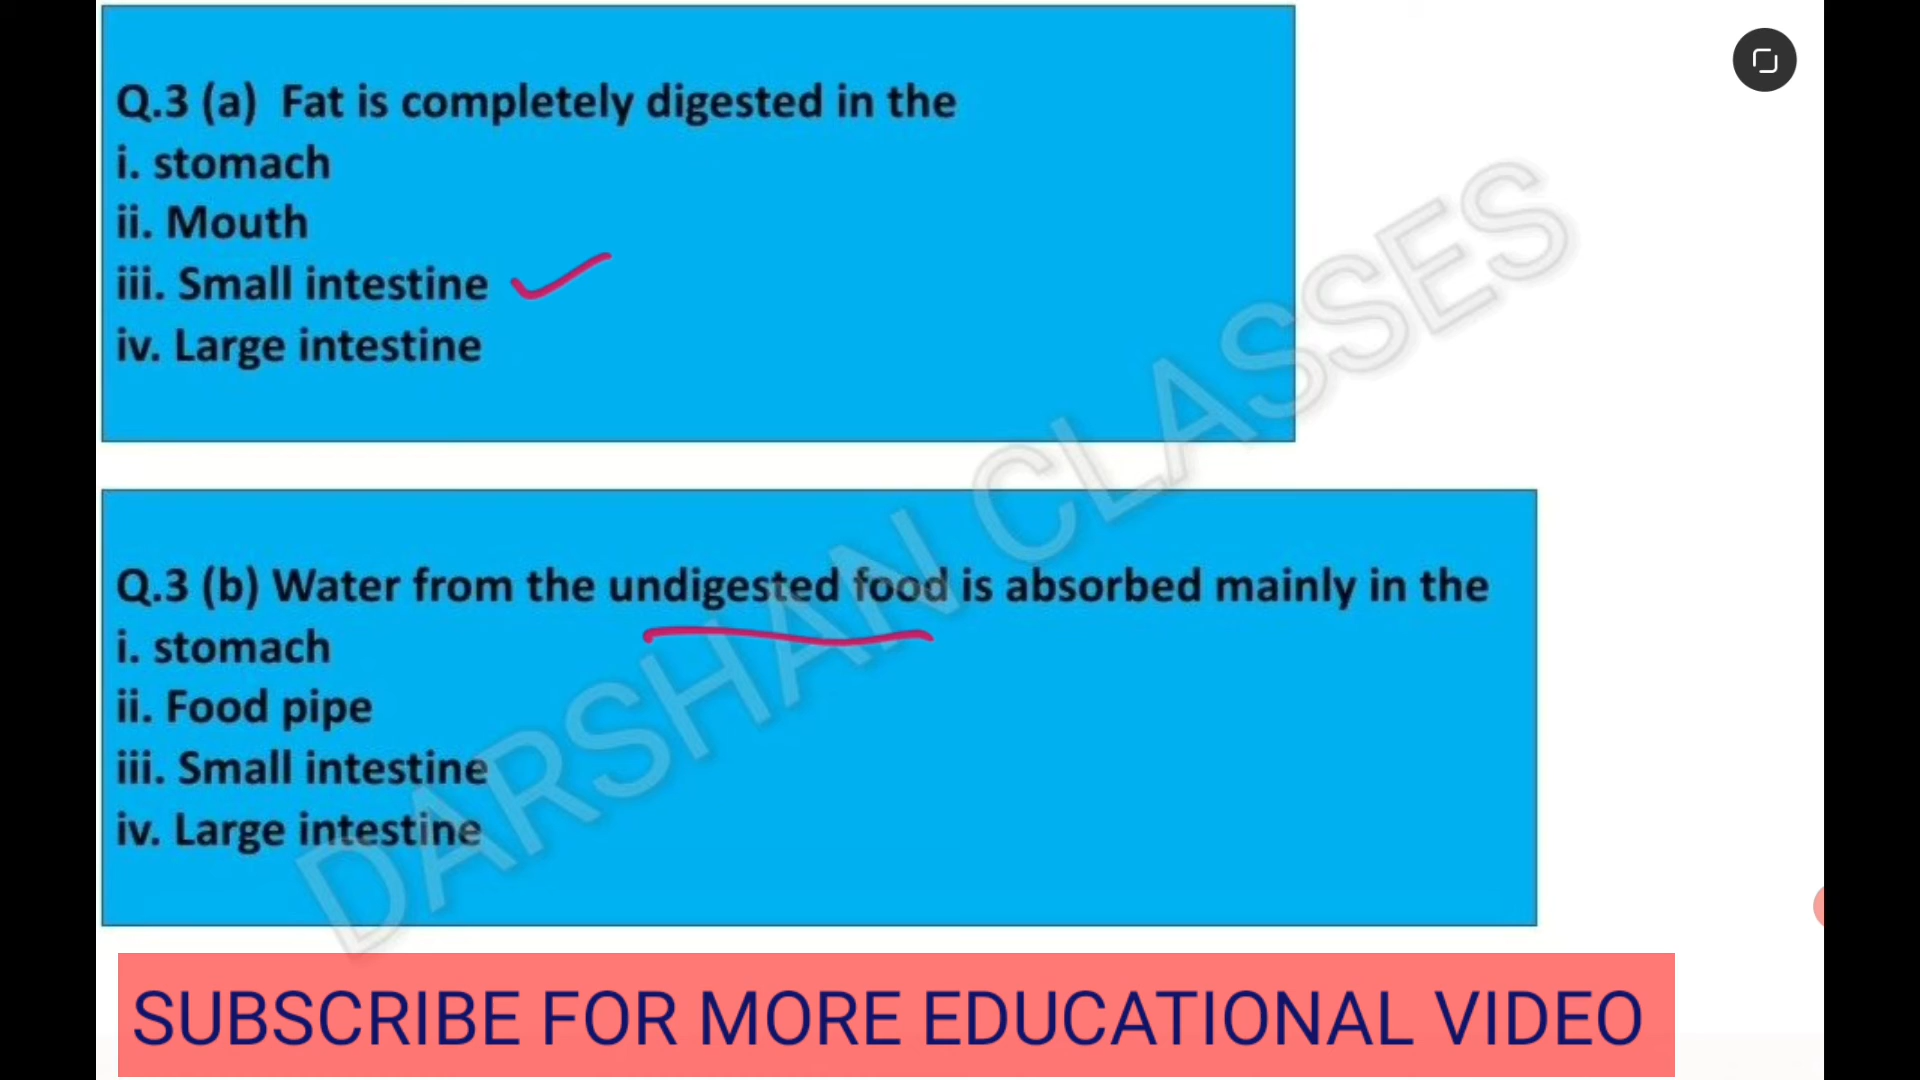 Q.3 (a) Fat is completely digested in the
i. stomach
ii. Mouth
iii. Small intestine
iv. Large intestine
Q.3 (b) Water from the undigested food is absorbed mainly in the
i. stomach
ii. Food pipe
iii. Small intestine
iv. Large intestine
DARSHAN CLASSES
SUBSCRIBE FOR MORE EDUCATIONAL VIDEO